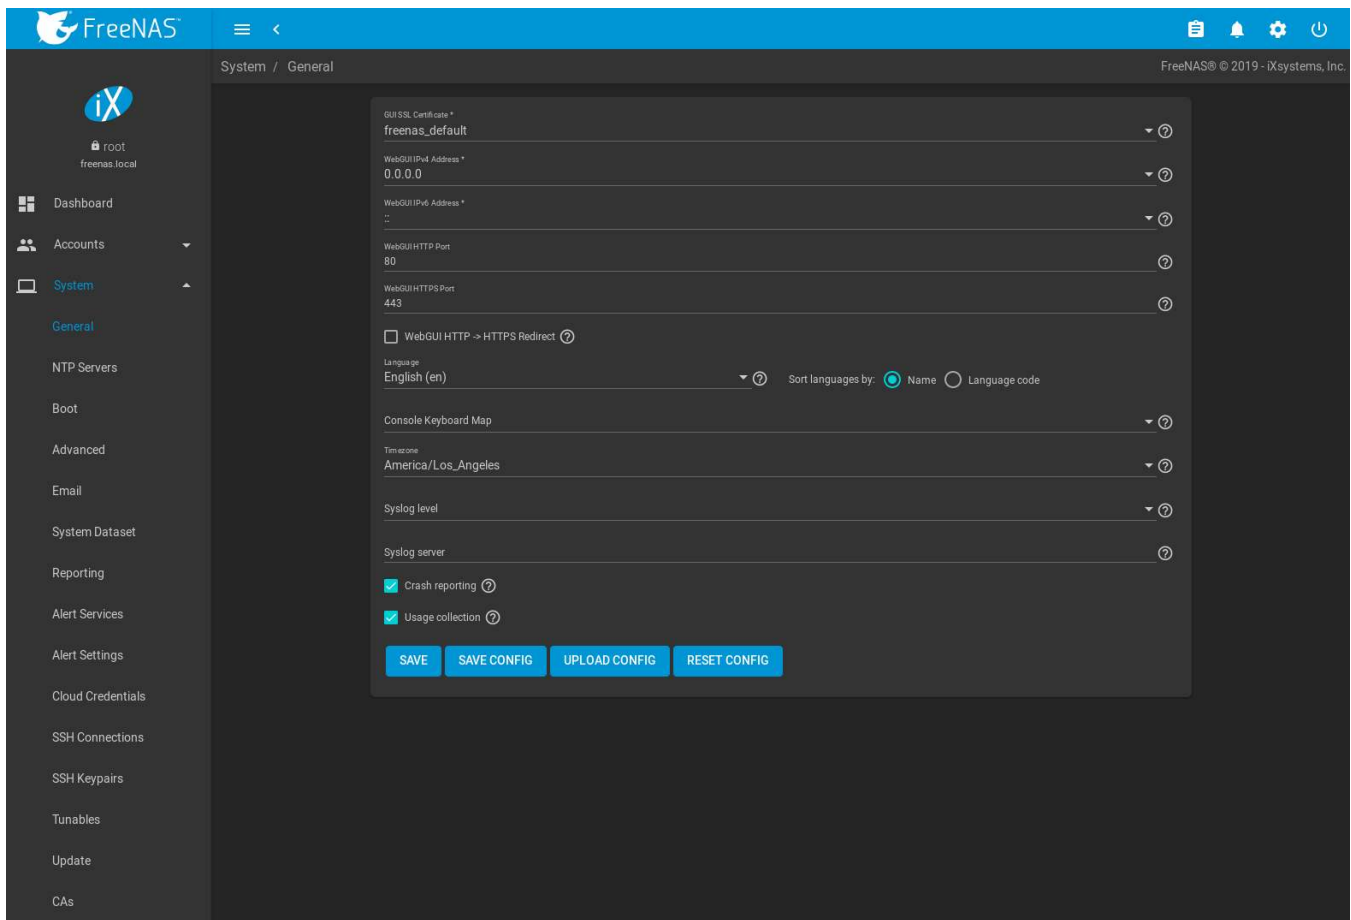 FreeNAS™
System / General
FreeNAS® © 2019 - iXsystems, Inc.
iX
root
freenas.local
Dashboard
Accounts
System
General
NTP Servers
Boot
Advanced
Email
System Dataset
Reporting
Alert Services
Alert Settings
Cloud Credentials
SSH Connections
SSH Keypairs
Tunables
Update
CAs
GUI SSL Certificate *
freenas_default
WebGUI IPv4 Address *
0.0.0.0
WebGUI IPv6 Address *
::
WebGUI HTTP Port
80
WebGUI HTTPS Port
443
WebGUI HTTP -> HTTPS Redirect
Language
English (en)
Sort languages by: Name Language code
Console Keyboard Map
Timezone
America/Los_Angeles
Syslog level
Syslog server
Crash reporting
Usage collection
SAVE SAVE CONFIG UPLOAD CONFIG RESET CONFIG